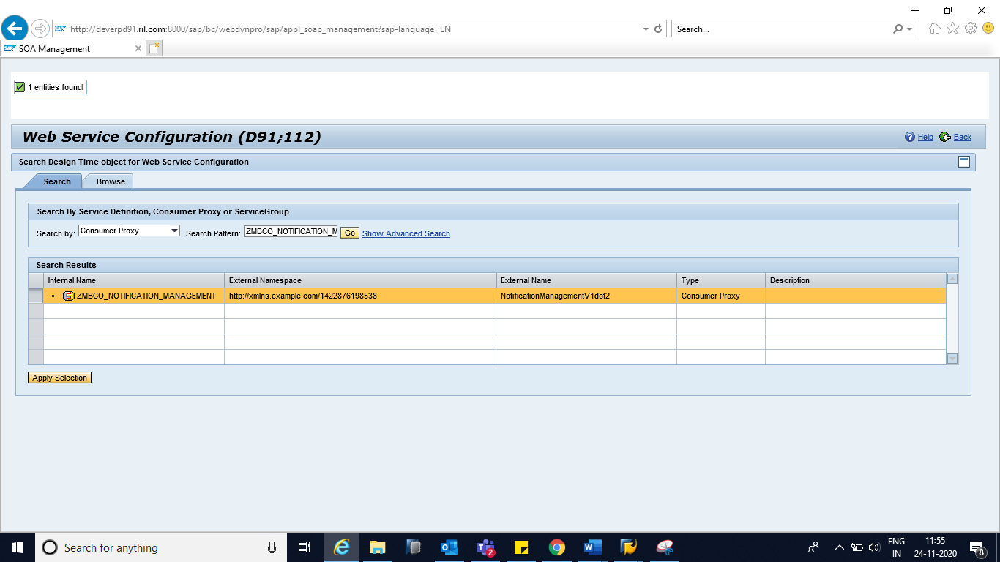 http://deverpd91.ril.com:8000/sap/bc/webdynpro/sap/appl_soap_management?sap-language=EN
Search...
SAP SOA Management
1 entities found!
Web Service Configuration (D91;112)
Help Back
Search Design Time object for Web Service Configuration
Search Browse
Search By Service Definition, Consumer Proxy or ServiceGroup
Search by: Consumer Proxy Search Pattern: ZMBCO_NOTIFICATION_M Go Show Advanced Search
Search Results
Internal Name External Namespace External Name Type Description
ZMBCO_NOTIFICATION_MANAGEMENT http://xmlns.example.com/1422876198538 NotificationManagementV1dot2 Consumer Proxy
Apply Selection
Search for anything
2
ENG
IN
11:55
24-11-2020
8